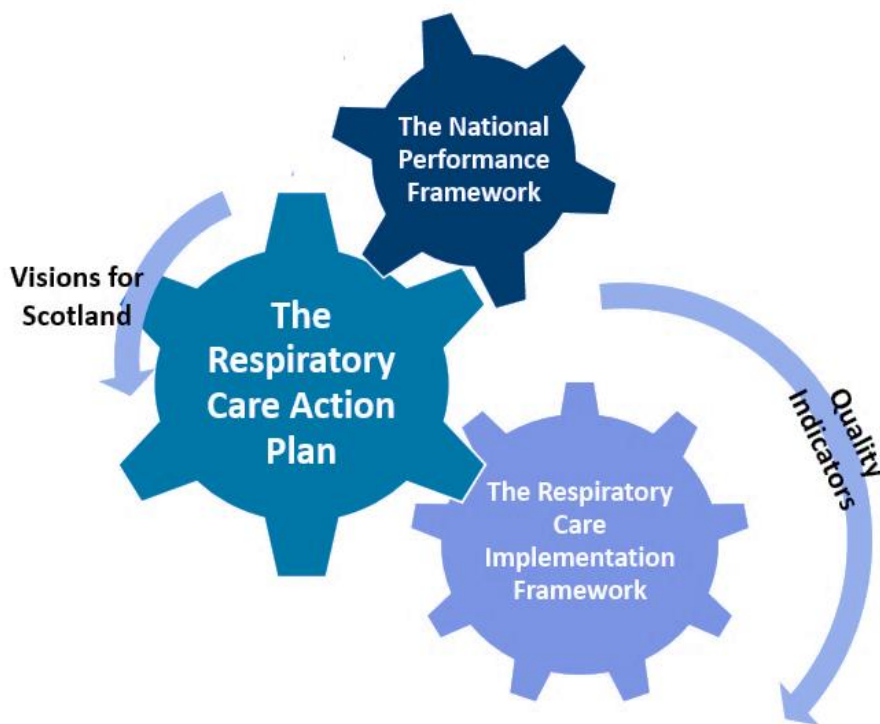 The National
Performance
Framework
Visions for
Scotland
The
Respiratory
Care Action
Plan
Quality
Indicators
The Respiratory
Care
Implementation
Framework